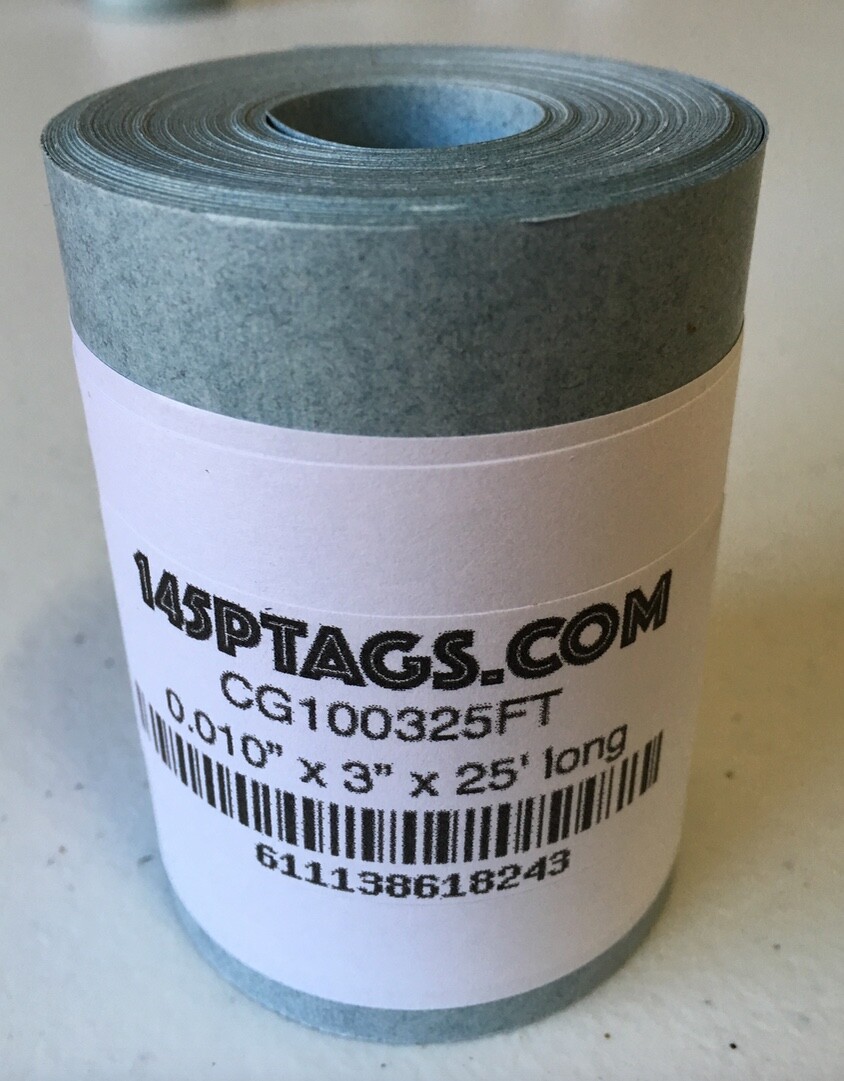 145PTAGS.COM
CG100325FT
0.010" x 3" x 25' long
611138618243